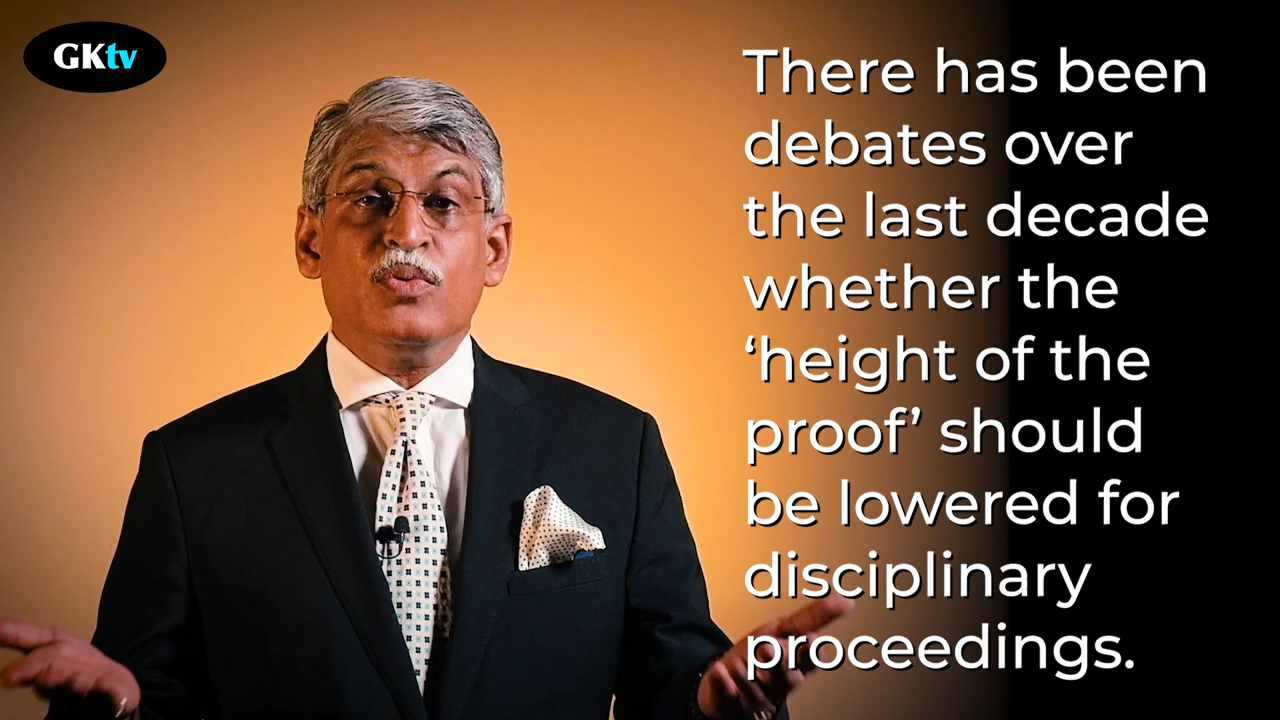 GKtv
There has been
debates over
the last decade
whether the
‘height of the
proof’ should
be lowered for
disciplinary
proceedings.